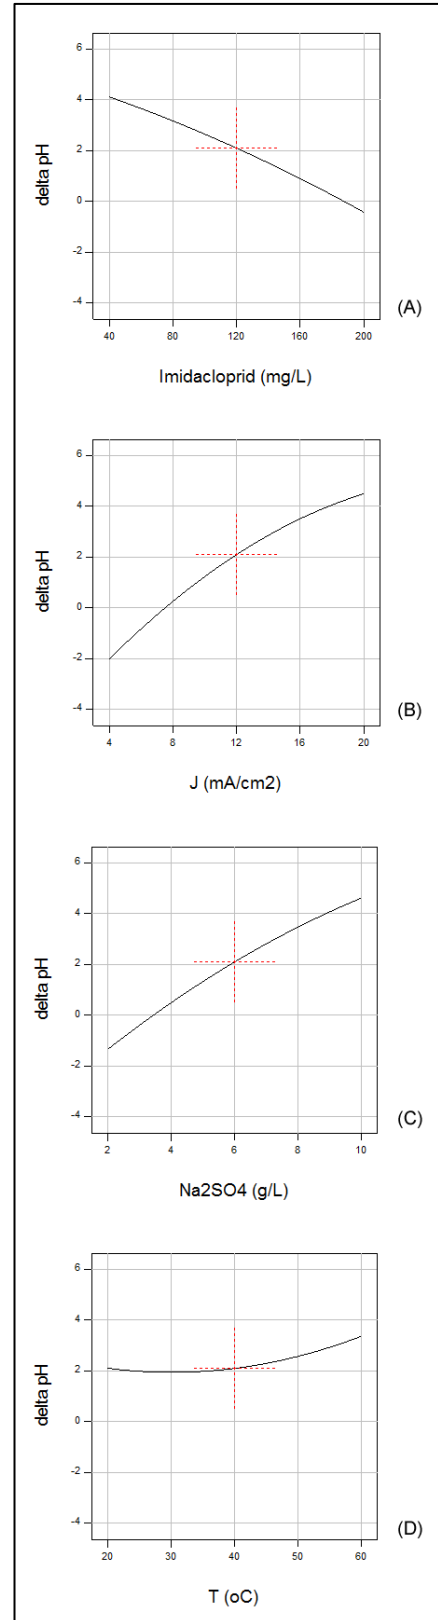 6
4
2
0
-2
-4
delta pH
40 80 120 160 200
(A)
Imidacloprid (mg/L)
6
4
2
0
-2
-4
delta pH
4 8 12 16 20
(B)
J (mA/cm2)
6
4
2
0
-2
-4
delta pH
2 4 6 8 10
(C)
Na2SO4 (g/L)
6
4
2
0
-2
-4
delta pH
20 30 40 50 60
(D)
T (oC)